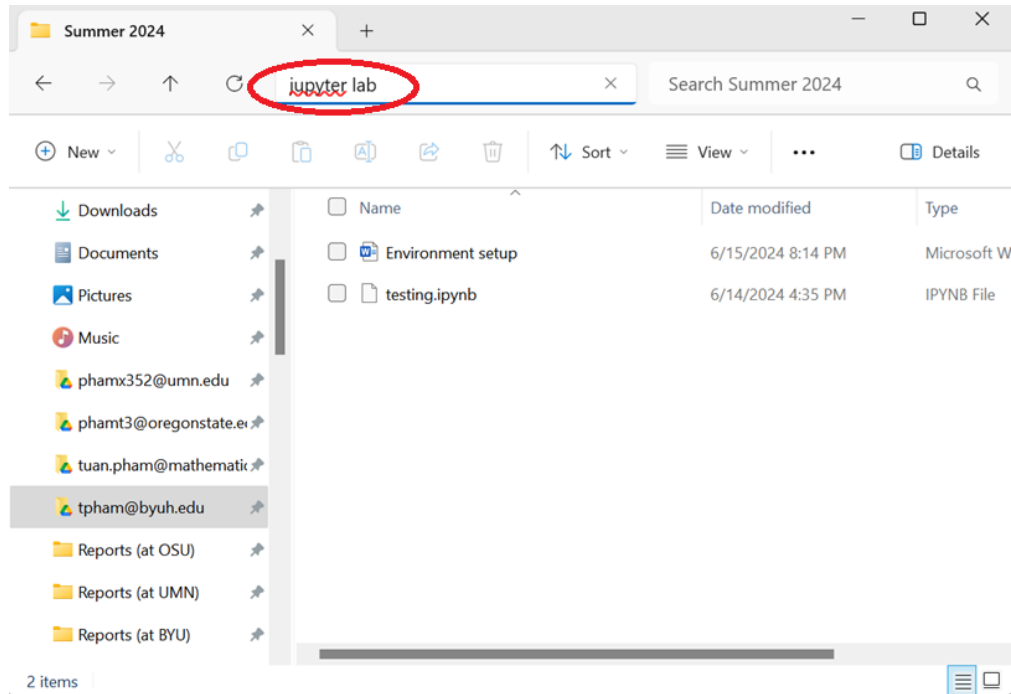 Summer 2024
jupyter lab
Search Summer 2024
New
Sort
View
Details
Name
Date modified
Type
Downloads
Documents
Pictures
Music
phamx352@umn.edu
phamt3@oregonstate.e
tuan.pham@mathematic
tpham@byuh.edu
Reports (at OSU)
Reports (at UMN)
Reports (at BYU)
Environment setup 6/15/2024 8:14 PM Microsoft W
testing.ipynb 6/14/2024 4:35 PM IPYNB File
2 items